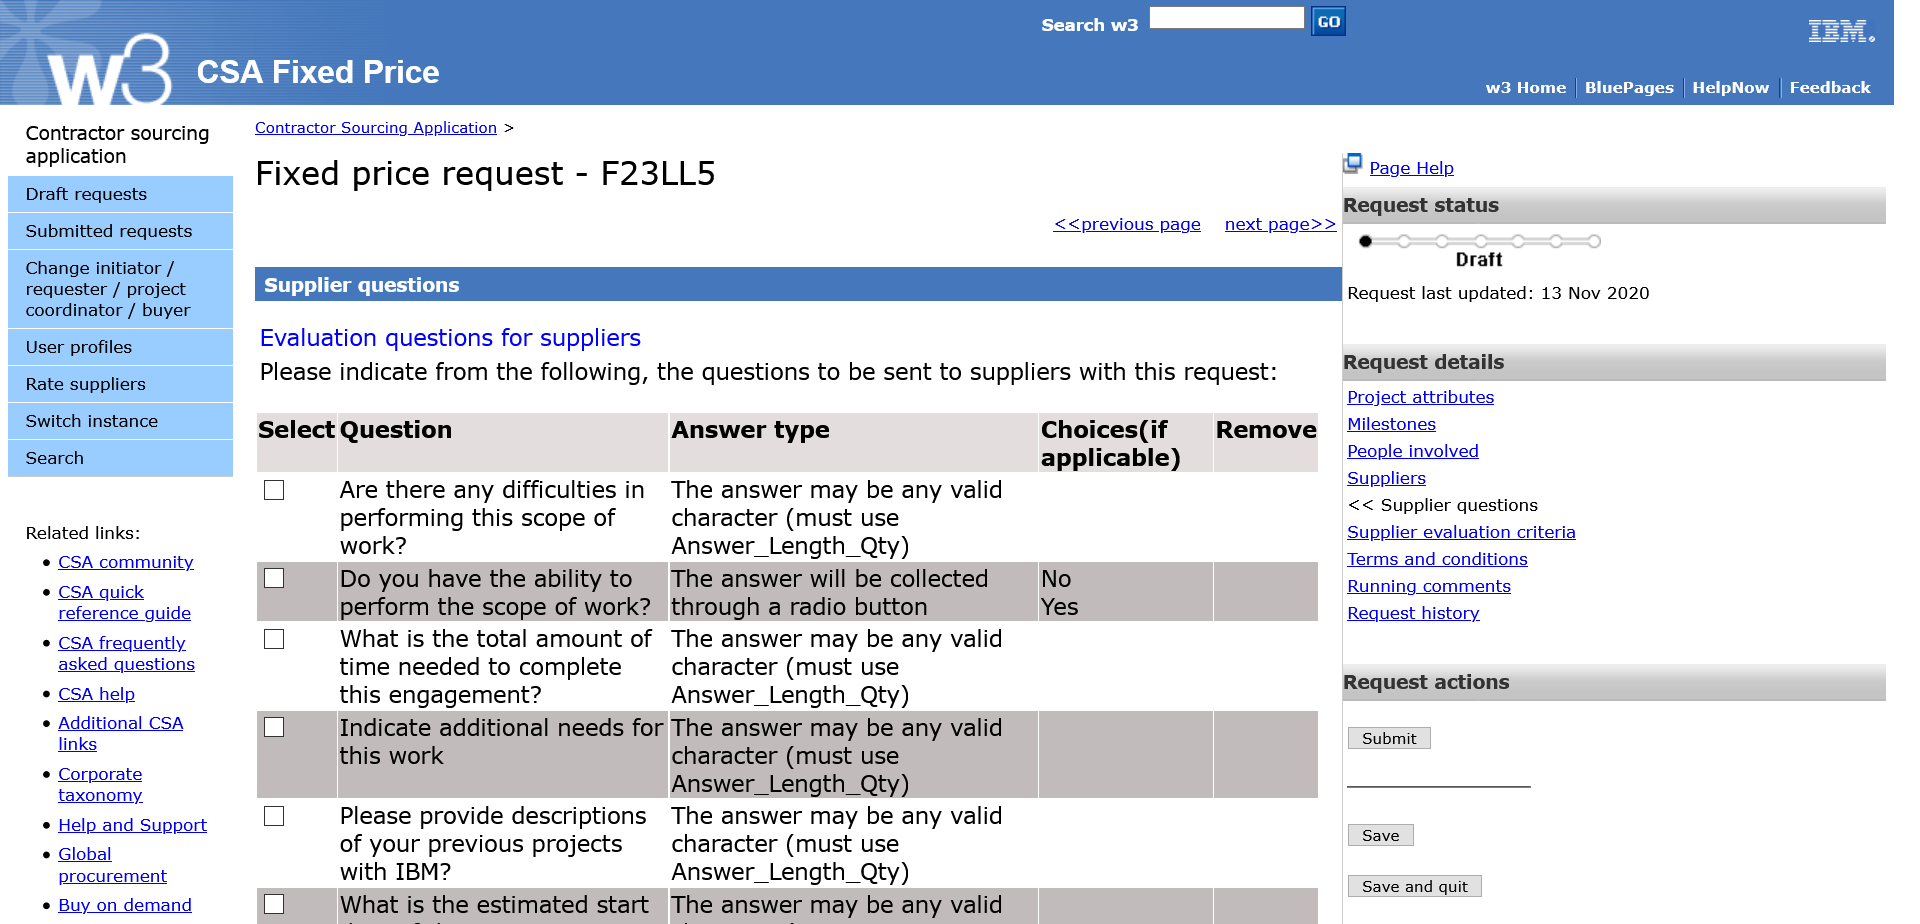 w3
CSA Fixed Price
Search w3
GO
IBM.
w3 Home
BluePages
HelpNow
Feedback
Contractor sourcing
application
Draft requests
Submitted requests
Change initiator /
requester / project
coordinator / buyer
User profiles
Rate suppliers
Switch instance
Search
Related links:
CSA community
CSA quick
reference guide
CSA frequently
asked questions
CSA help
Additional CSA
links
Corporate
taxonomy
Help and Support
Global
procurement
Buy on demand
Contractor Sourcing Application >
Fixed price request - F23LL5
<<previous page next page>>
Supplier questions
Evaluation questions for suppliers
Please indicate from the following, the questions to be sent to suppliers with this request:
Select
Question
Answer type
Choices(if
applicable)
Remove
Are there any difficulties in
performing this scope of
work?
The answer may be any valid
character (must use
Answer_Length_Qty)
Do you have the ability to
perform the scope of work?
The answer will be collected
through a radio button
No
Yes
What is the total amount of
time needed to complete
this engagement?
The answer may be any valid
character (must use
Answer_Length_Qty)
Indicate additional needs for
this work
The answer may be any valid
character (must use
Answer_Length_Qty)
Please provide descriptions
of your previous projects
with IBM?
The answer may be any valid
character (must use
Answer_Length_Qty)
What is the estimated start
The answer may be any valid
Page Help
Request status
Draft
Request last updated: 13 Nov 2020
Request details
Project attributes
Milestones
People involved
Suppliers
<< Supplier questions
Supplier evaluation criteria
Terms and conditions
Running comments
Request history
Request actions
Submit
Save
Save and quit